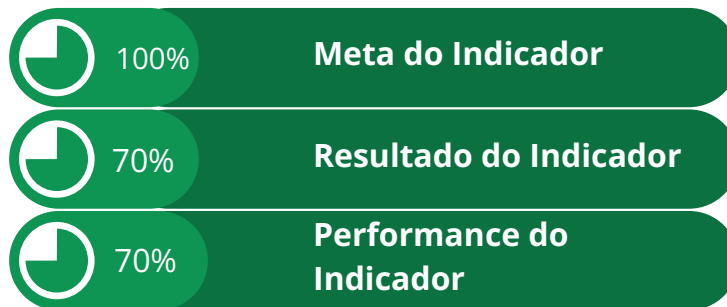 100% Meta do Indicador
70% Resultado do Indicador
70% Performance do
Indicador